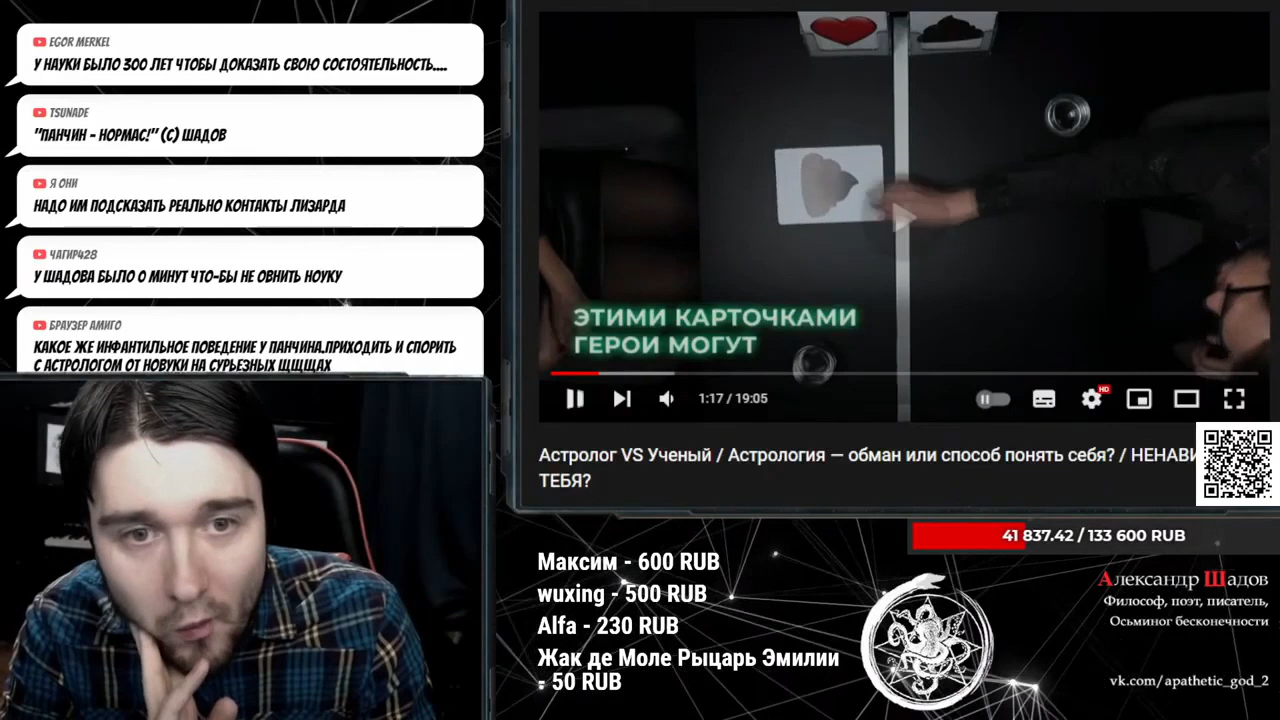 EGOR MERKEL
У НАУКИ БЫЛО 300 ЛЕТ ЧТОБЫ ДОКАЗАТЬ СВОЮ СОСТОЯТЕЛЬНОСТЬ....
TSUNADE
"ПАНЧИН - НОРМАС!" (С) ШАДОВ
Я ОНИ
НАДО ИМ ПОДСКАЗАТЬ РЕАЛЬНО КОНТАКТЫ ЛИЗАРДА
ЧАГИР428
У ШАДОВА БЫЛО 0 МИНУТ ЧТО-БЫ НЕ ОВНИТЬ НОУКУ
БРАУЗЕР АМИГО
КАКОЕ ЖЕ ИНФАНТИЛЬНОЕ ПОВЕДЕНИЕ У ПАНЧИНА,ПРИХОДИТЬ И СПОРИТЬ
С АСТРОЛОГОМ ОТ НОВУКИ НА СУРЬЕЗНЫХ ЩЩЩАХ
ЭТИМИ КАРТОЧКАМИ
ГЕРОИ МОГУТ
1:17 / 19:05
HD
Астролог VS Ученый / Астрология — обман или способ понять себя? / НЕНАВИ
ТЕБЯ?
41 837.42 / 133 600 RUB
Максим - 600 RUB
wuxing - 500 RUB
Alfa - 230 RUB
Жак де Моле Рыцарь Эмилии
- 50 RUB
Александр Шадов
Философ, поэт, писатель,
Осьминог бесконечности
vk.com/apathetic_god_2